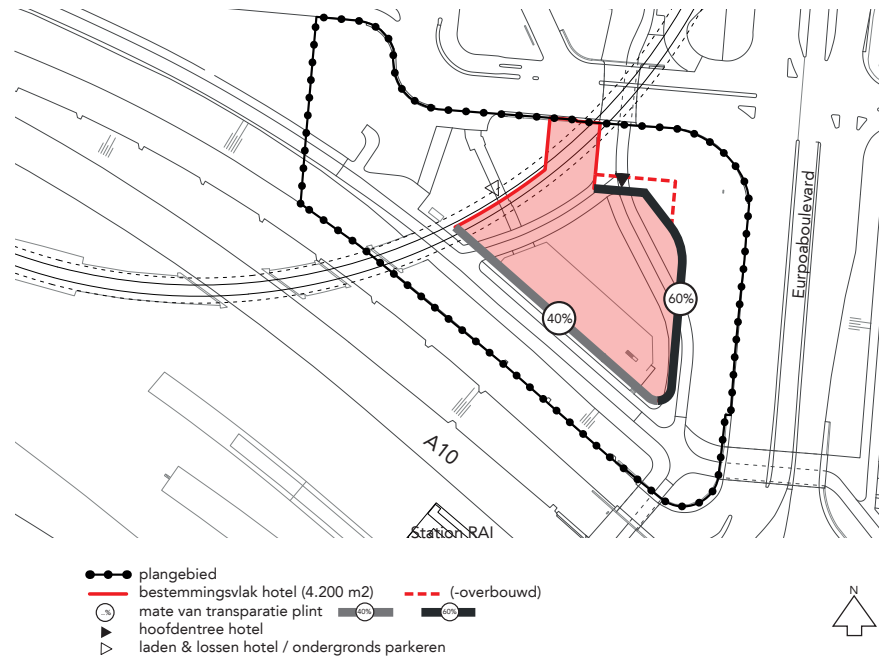 Eurpoaboulevard
60%
40%
A10
Station RAI
plangebied
bestemmingsvlak hotel (4.200 m2) (-overbouwd)
..% mate van transparatie plint 40% 60%
hoofdentree hotel
laden & lossen hotel / ondergronds parkeren
N